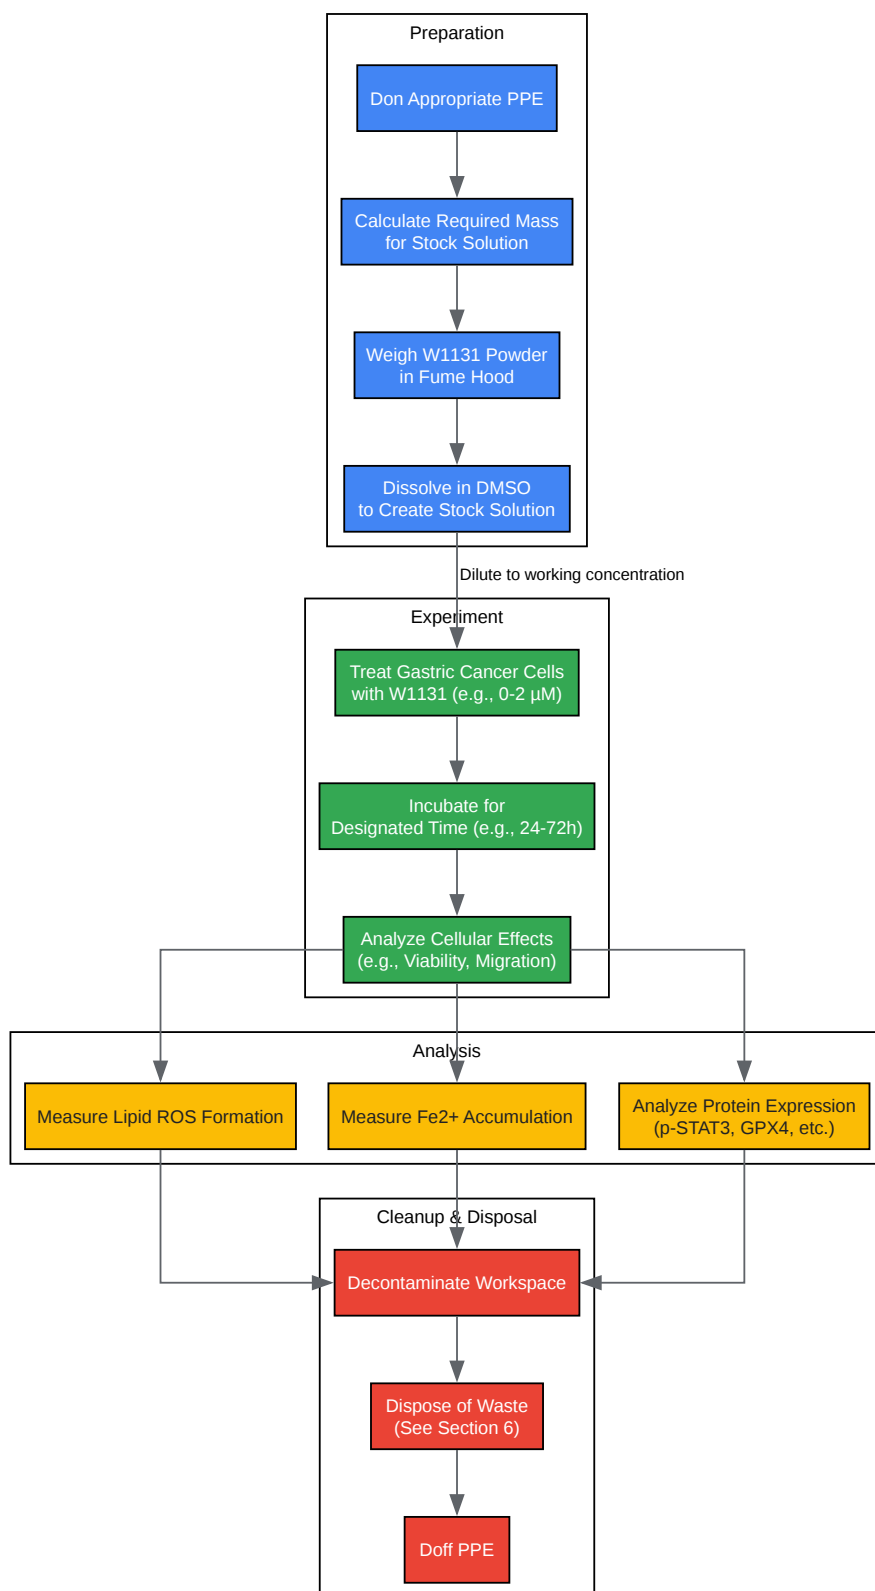 Preparation
Don Appropriate PPE
Calculate Required Mass
for Stock Solution
Weigh W1131 Powder
in Fume Hood
Dissolve in DMSO
to Create Stock Solution
Dilute to working concentration
Experiment
Treat Gastric Cancer Cells
with W1131 (e.g., 0-2 µM)
Incubate for
Designated Time (e.g., 24-72h)
Analyze Cellular Effects
(e.g., Viability, Migration)
Analysis
Measure Lipid ROS Formation
Measure Fe2+ Accumulation
Analyze Protein Expression
(p-STAT3, GPX4, etc.)
Cleanup & Disposal
Decontaminate Workspace
Dispose of Waste
(See Section 6)
Doff PPE